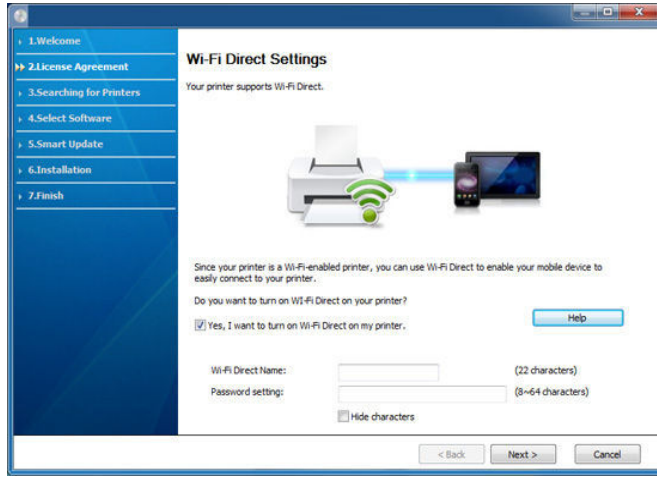 1.Welcome
2.License Agreement
3.Searching for Printers
4.Select Software
5.Smart Update
6.Installation
7.Finish
Wi-Fi Direct Settings
Your printer supports Wi-Fi Direct.
Since your printer is a Wi-Fi-enabled printer, you can use Wi-Fi Direct to enable your mobile device to
easily connect to your printer.
Do you want to turn on WI-Fi Direct on your printer?
Yes, I want to turn on Wi-Fi Direct on my printer.
Help
Wi-Fi Direct Name: (22 characters)
Password setting: (8~64 characters)
Hide characters
< Back Next > Cancel